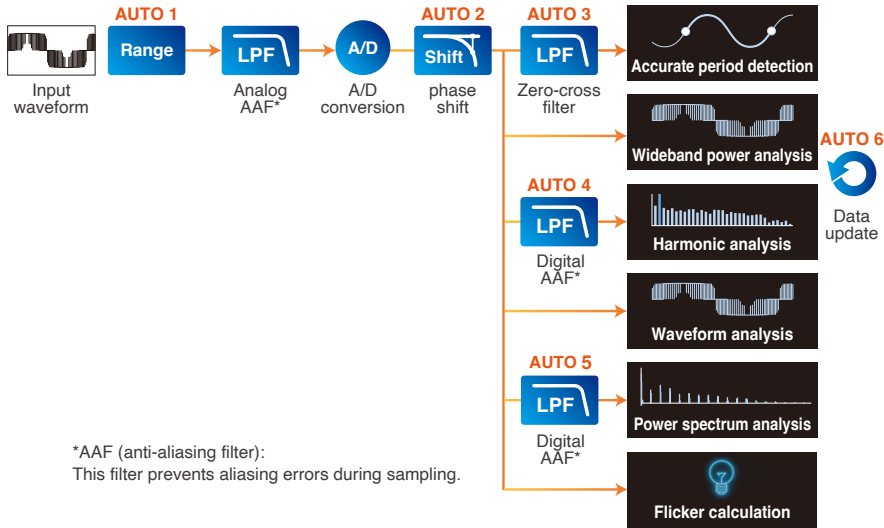 AUTO 1
AUTO 2
AUTO 3
Range
LPF
A/D
Shift
LPF
Accurate period detection
Input
waveform
Analog
AAF*
A/D
conversion
phase
shift
Zero-cross
filter
Wideband power analysis
AUTO 6
Data
update
AUTO 4
LPF
Digital
AAF*
Harmonic analysis
Waveform analysis
AUTO 5
LPF
Digital
AAF*
Power spectrum analysis
*AAF (anti-aliasing filter):
This filter prevents aliasing errors during sampling.
Flicker calculation